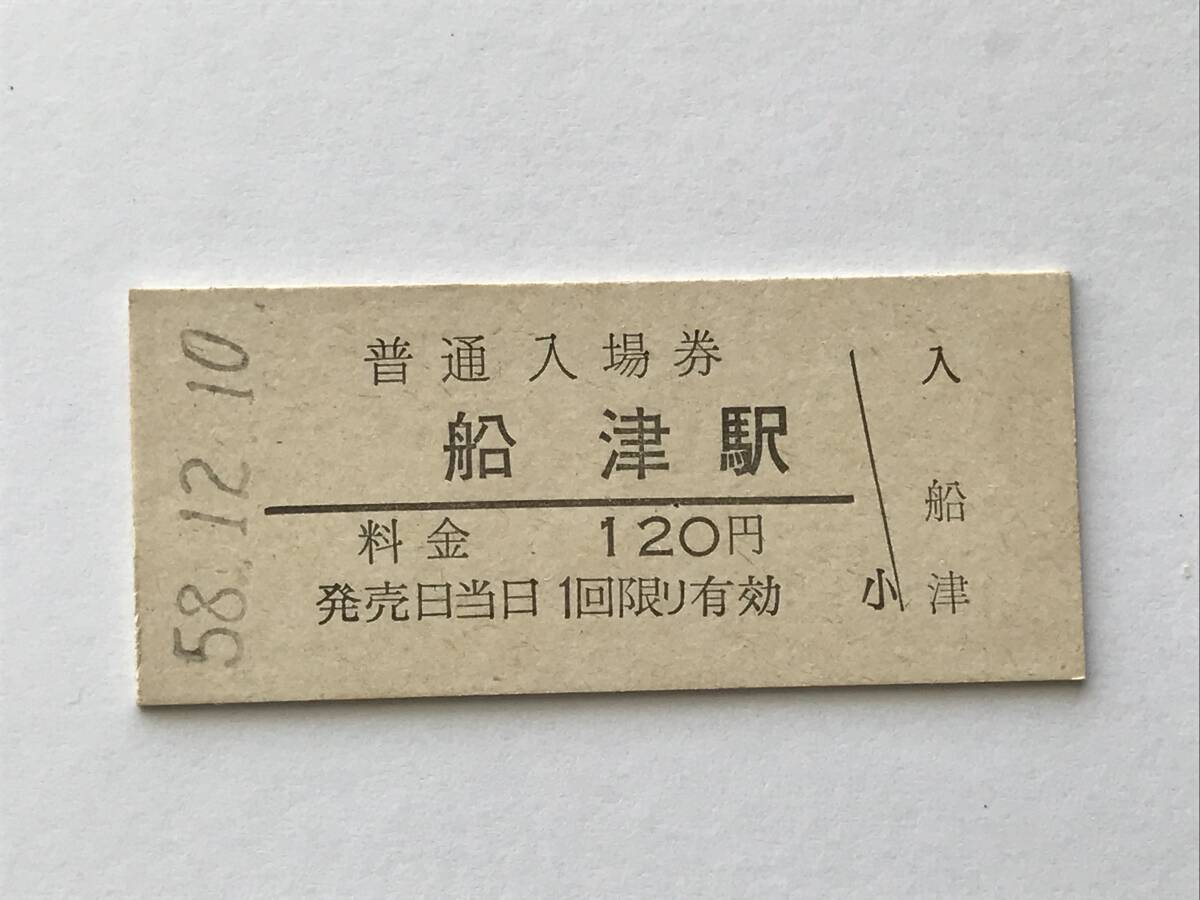 58.12.10
普通入場券
船津駅
料金 120円
発売日当日1回限り有効
小
入
船
津